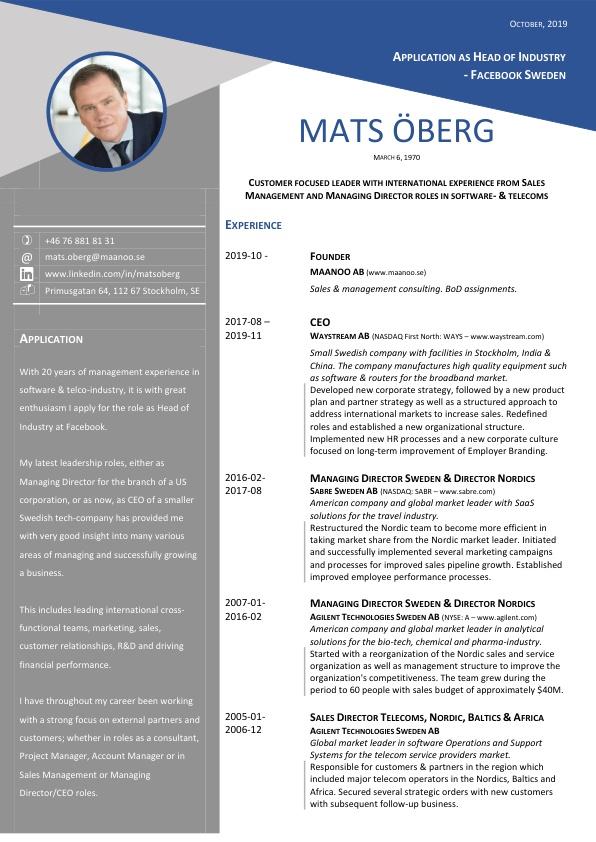 OCTOBER, 2019
APPLICATION AS HEAD OF INDUSTRY
- FACEBOOK SWEDEN
MATS ÖBERG
MARCH 6, 1970
CUSTOMER FOCUSED LEADER WITH INTERNATIONAL EXPERIENCE FROM SALES
MANAGEMENT AND MANAGING DIRECTOR ROLES IN SOFTWARE- & TELECOMS
+46 76 881 81 31
@ mats.oberg@maanoo.se
in www.linkedin.com/in/matsoberg
Primusgatan 64, 112 67 Stockholm, SE
APPLICATION
With 20 years of management experience in
software & telco-industry, it is with great
enthusiasm I apply for the role as Head of
Industry at Facebook.
My latest leadership roles, either as
Managing Director for the branch of a US
corporation, or as now, as CEO of a smaller
Swedish tech-company has provided me
with very good insight into many various
areas of managing and successfully growing
a business.
This includes leading international cross-
functional teams, marketing, sales,
customer relationships, R&D and driving
financial performance.
I have throughout my career been working
with a strong focus on external partners and
customers; whether in roles as a consultant,
Project Manager, Account Manager or in
Sales Management or Managing
Director/CEO roles.
EXPERIENCE
2019-10 -
FOUNDER
MAANOO AB (www.maanoo.se)
Sales & management consulting. BoD assignments.
2017-08 –
2019-11
CEO
WAYSTREAM AB (NASDAQ First North: WAYS – www.waystream.com)
Small Swedish company with facilities in Stockholm, India &
China. The company manufactures high quality equipment such
as software & routers for the broadband market.
Developed new corporate strategy, followed by a new product
plan and partner strategy as well as a structured approach to
address international markets to increase sales. Redefined
roles and established a new organizational structure.
Implemented new HR processes and a new corporate culture
focused on long-term improvement of Employer Branding.
2016-02-
2017-08
MANAGING DIRECTOR SWEDEN & DIRECTOR NORDICS
SABRE SWEDEN AB (NASDAQ: SABR – www.sabre.com)
American company and global market leader with SaaS
solutions for the travel industry.
Restructured the Nordic team to become more efficient in
taking market share from the Nordic market leader. Initiated
and successfully implemented several marketing campaigns
and processes for improved sales pipeline growth. Established
improved employee performance processes.
2007-01-
2016-02
MANAGING DIRECTOR SWEDEN & DIRECTOR NORDICS
AGILENT TECHNOLOGIES SWEDEN AB (NYSE: A – www.agilent.com)
American company and global market leader in analytical
solutions for the bio-tech, chemical and pharma-industry.
Started with a reorganization of the Nordic sales and service
organization as well as management structure to improve the
organization's competitiveness. The team grew during the
period to 60 people with sales budget of approximately $40M.
2005-01-
2006-12
SALES DIRECTOR TELECOMS, NORDIC, BALTICS & AFRICA
AGILENT TECHNOLOGIES SWEDEN AB
Global market leader in software Operations and Support
Systems for the telecom service providers market.
Responsible for customers & partners in the region which
included major telecom operators in the Nordics, Baltics and
Africa. Secured several strategic orders with new customers
with subsequent follow-up business.